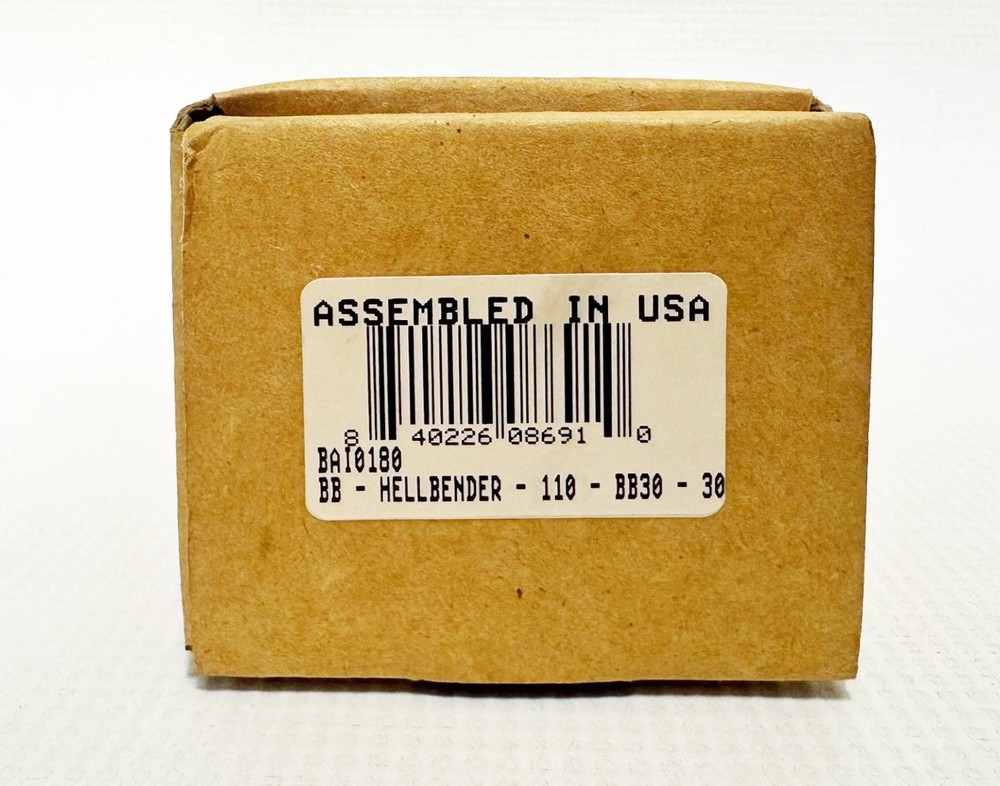 ASSEMBLED IN USA
8 40226 08691 0
BAI0180
BB - HELLBENDER - 110 - BB30 - 30